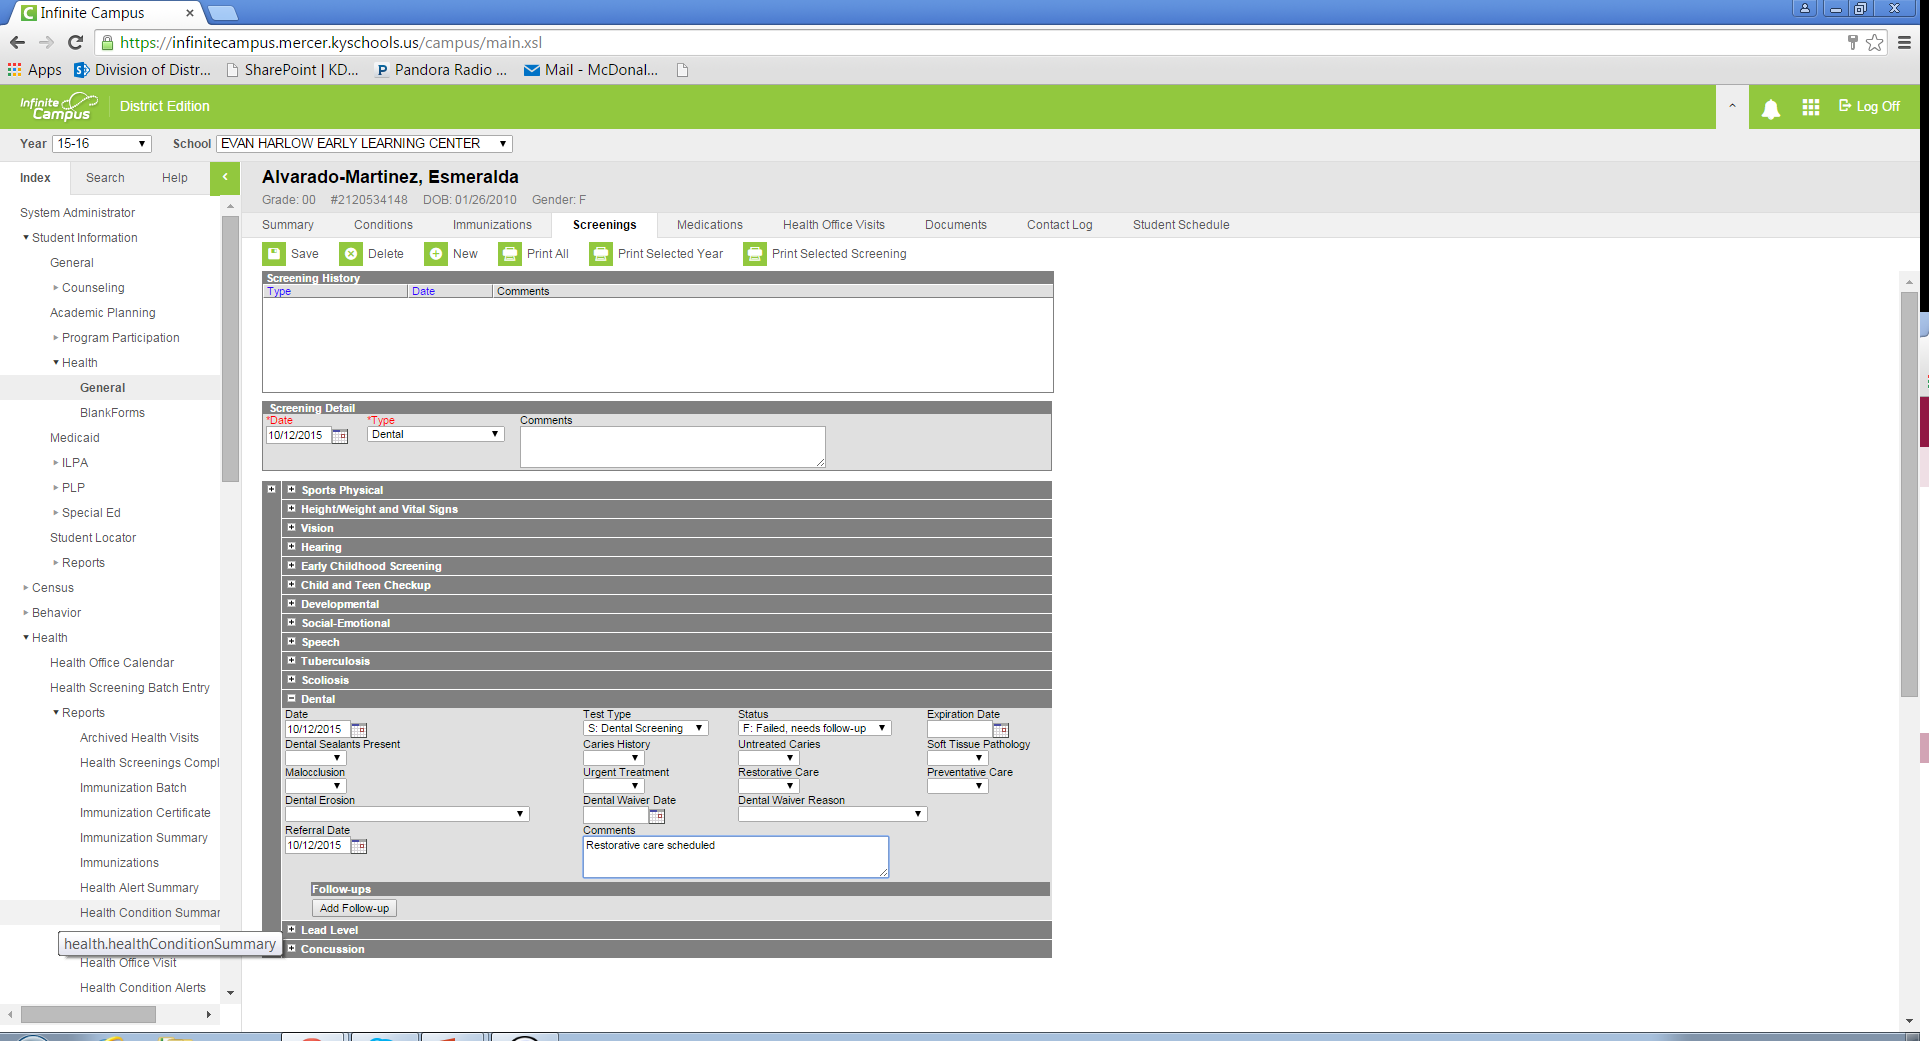 Infinite Campus
https://infinitecampus.mercer.kyschools.us/campus/main.xsl
Apps Division of Distr... SharePoint | KD... Pandora Radio ... Mail - McDonal...
Infinite Campus District Edition Log Off
Year 15-16 School EVAN HARLOW EARLY LEARNING CENTER
Index Search Help
System Administrator
Student Information
General
Counseling
Academic Planning
Program Participation
Health
General
BlankForms
Medicaid
ILPA
PLP
Special Ed
Student Locator
Reports
Census
Behavior
Health
Health Office Calendar
Health Screening Batch Entry
Reports
Archived Health Visits
Health Screenings Compl
Immunization Batch
Immunization Certificate
Immunization Summary
Immunizations
Health Alert Summary
Health Condition Summar
health.healthConditionSummary
Health Office Visit
Health Condition Alerts
Alvarado-Martinez, Esmeralda
Grade: 00 #2120534148 DOB: 01/26/2010 Gender: F
Summary Conditions Immunizations Screenings Medications Health Office Visits Documents Contact Log Student Schedule
Save Delete New Print All Print Selected Year Print Selected Screening
Screening History
Type Date Comments
Screening Detail
*Date *Type Comments
10/12/2015 Dental
Sports Physical
Height/Weight and Vital Signs
Vision
Hearing
Early Childhood Screening
Child and Teen Checkup
Developmental
Social-Emotional
Speech
Tuberculosis
Scoliosis
Dental
Date Test Type Status Expiration Date
10/12/2015 S: Dental Screening F: Failed, needs follow-up
Dental Sealants Present Caries History Untreated Caries Soft Tissue Pathology
Malocclusion Urgent Treatment Restorative Care Preventative Care
Dental Erosion Dental Waiver Date Dental Waiver Reason
Referral Date Comments
10/12/2015 Restorative care scheduled
Follow-ups
Add Follow-up
Lead Level
Concussion